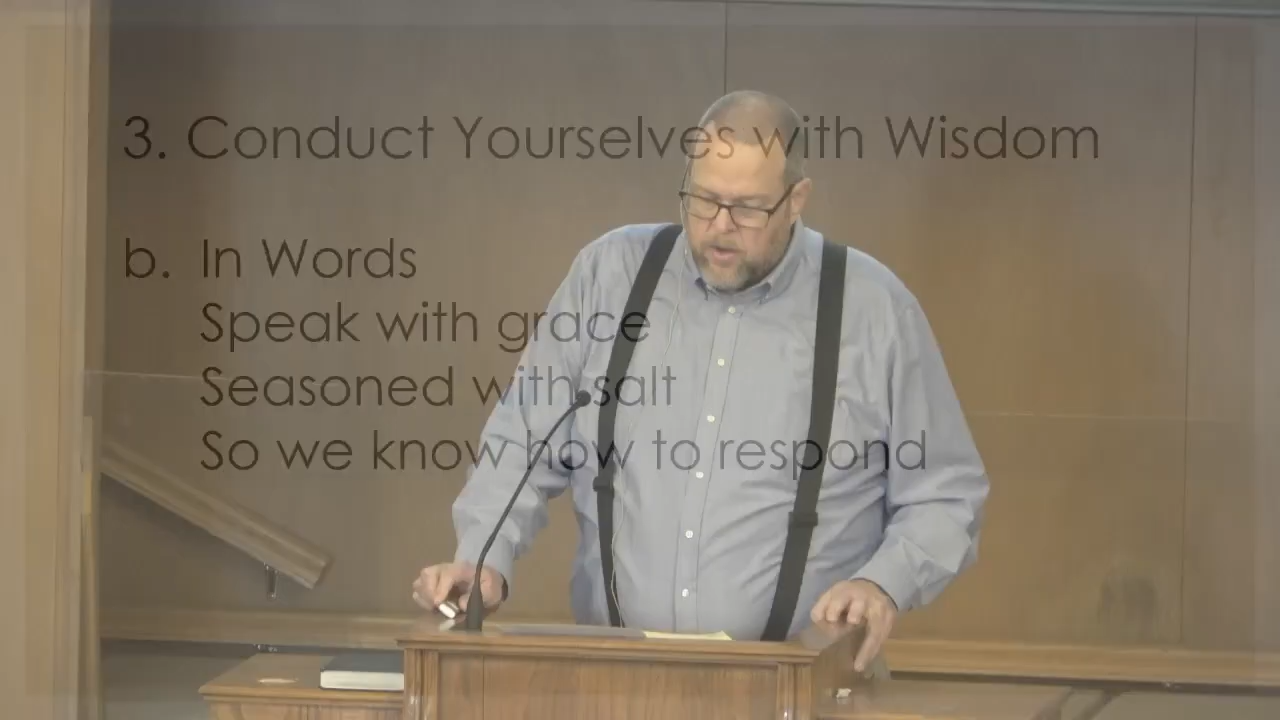 3. Conduct Yourselves with Wisdom
b. In Words
Speak with grace
Seasoned with salt
So we know how to respond